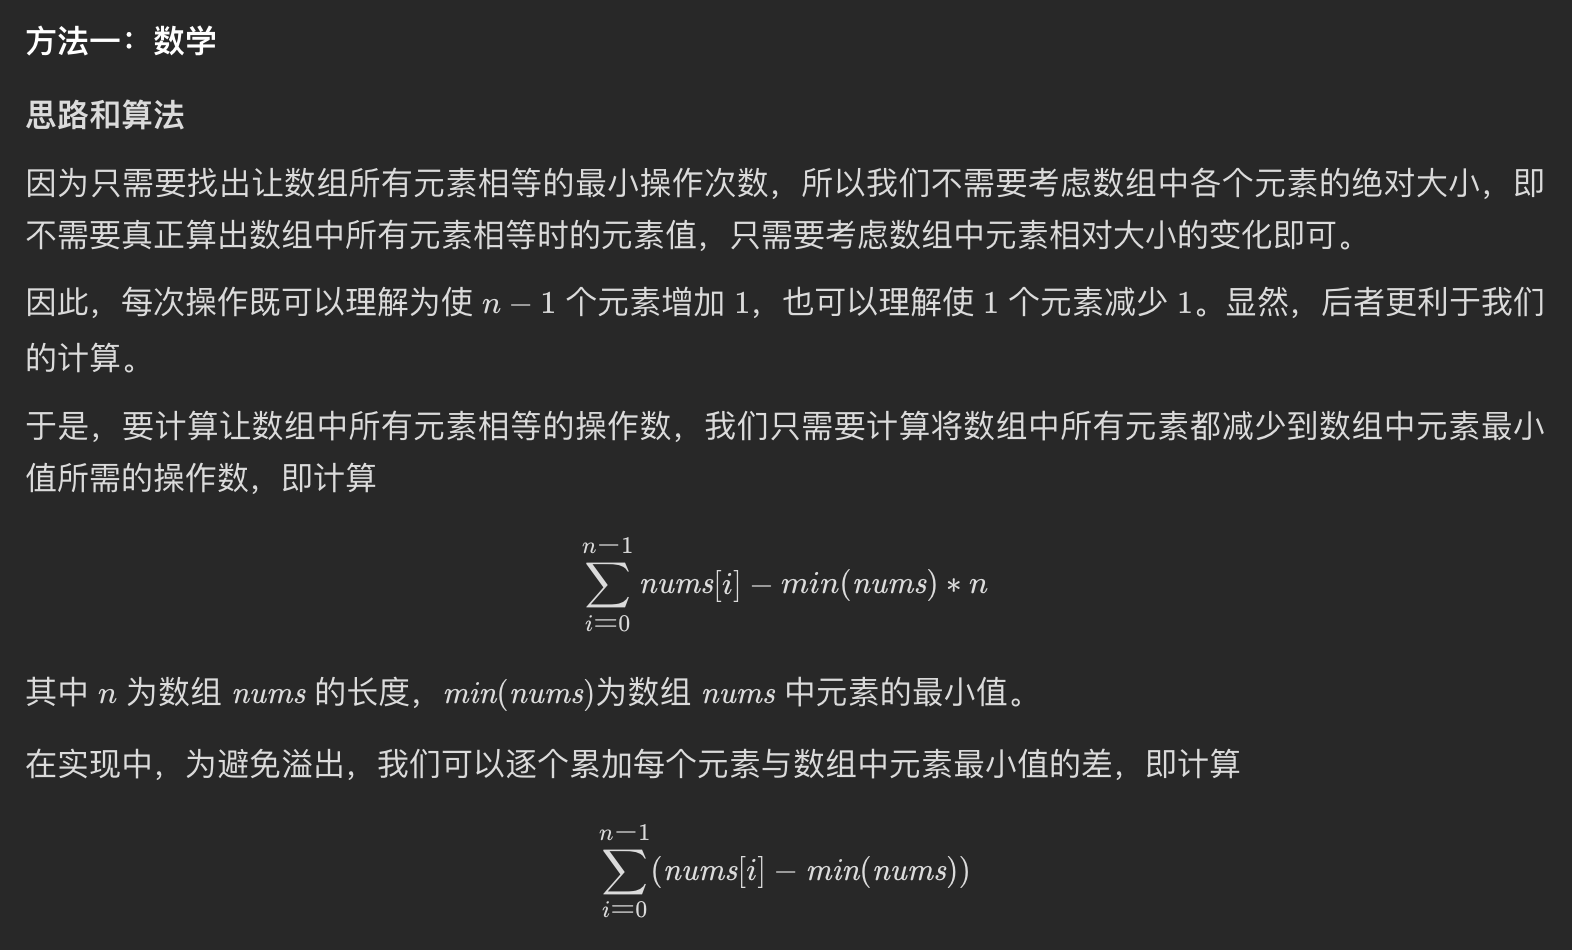 方法一：数学
思路和算法
因为只需要找出让数组所有元素相等的最小操作次数，所以我们不需要考虑数组中各个元素的绝对大小，即
不需要真正算出数组中所有元素相等时的元素值，只需要考虑数组中元素相对大小的变化即可。
因此，每次操作既可以理解为使 n − 1 个元素增加 1，也可以理解使 1 个元素减少 1。显然，后者更利于我们
的计算。
于是，要计算让数组中所有元素相等的操作数，我们只需要计算将数组中所有元素都减少到数组中元素最小
值所需的操作数，即计算
\sum_{i=0}^{n-1} nums[i] − min(nums) * n
其中 n 为数组 nums 的长度，min(nums)为数组 nums 中元素的最小值。
在实现中，为避免溢出，我们可以逐个累加每个元素与数组中元素最小值的差，即计算
\sum_{i=0}^{n-1} (nums[i] − min(nums))